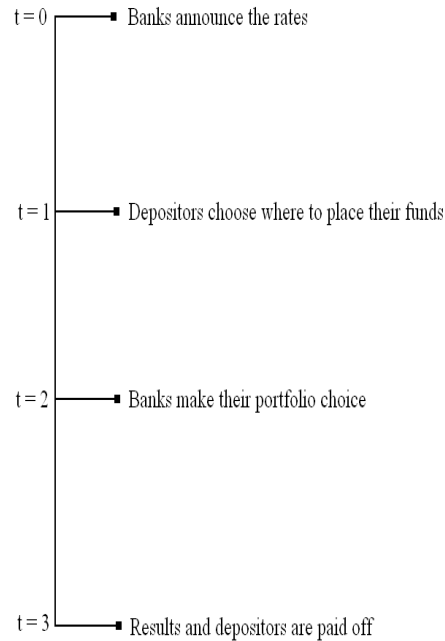 t = 0 Banks announce the rates
t = 1 Depositors choose where to place their funds
t = 2 Banks make their portfolio choice
t = 3 Results and depositors are paid off